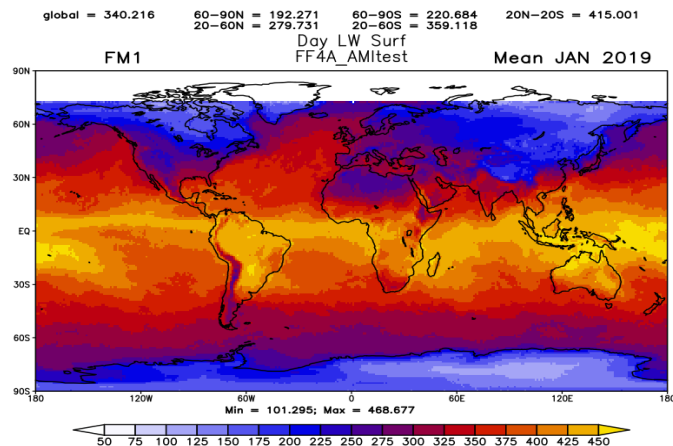 global = 340.216 60-90N = 192.271 60-90S = 220.684 20N-20S = 415.001
20-60N = 279.731 20-60S = 359.118
Day LW Surf
FM1 FF4A_AMItest Mean JAN 2019
90N
60N
30N
EQ
30S
60S
90S
180 120W 60W 0 60E 120E 180
Min = 101.295; Max = 468.677
50 75 100 125 175 200 225 250 275 300 325 350 375 400 425 450